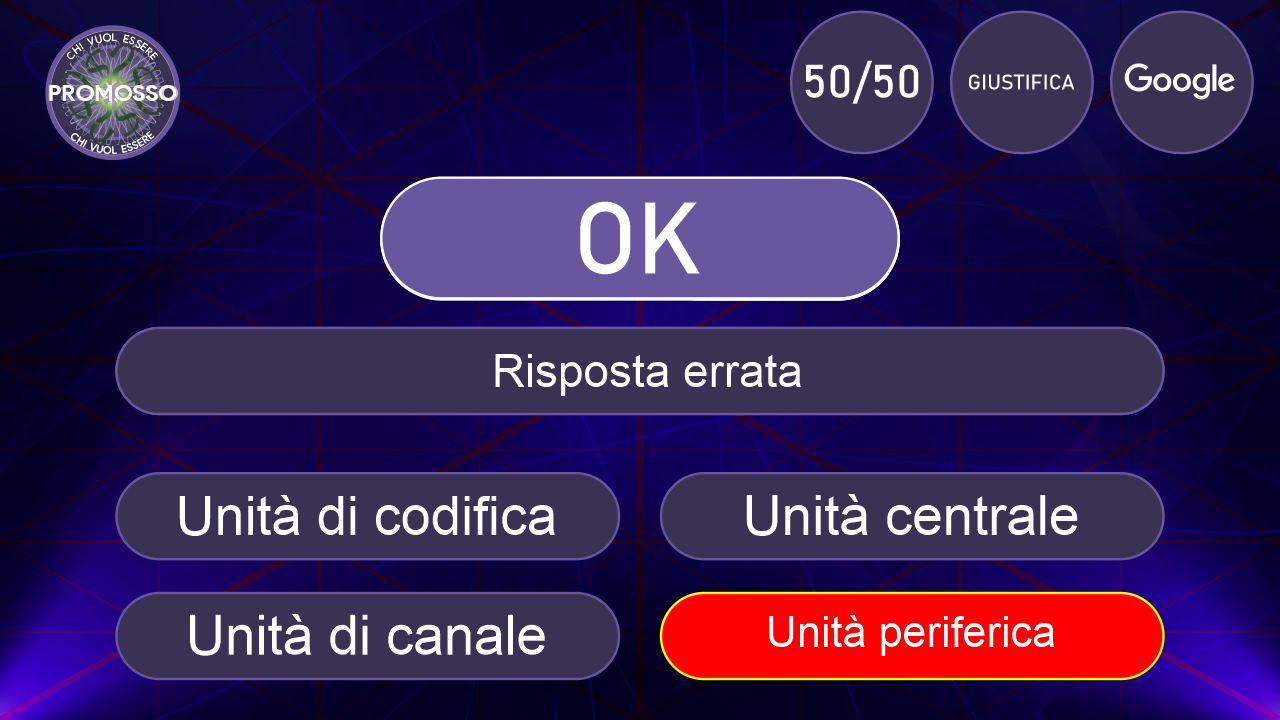 CHI VUOL ESSERE
PROMOSSO
CHI VUOL ESSERE
50/50
GIUSTIFICA
Google
OK
Risposta errata
Unità di codifica
Unità centrale
Unità di canale
Unità periferica